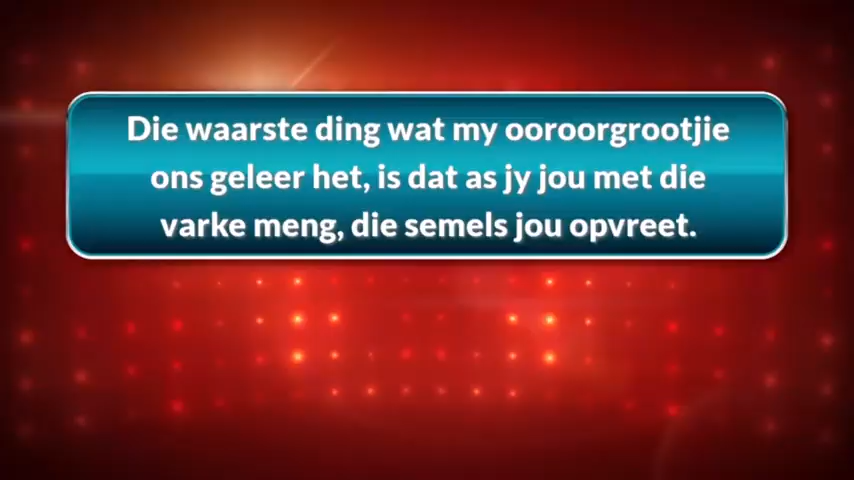 Die waarste ding wat my ooroorgrootjie
ons geleer het, is dat as jy jou met die
varke meng, die semels jou opvreet.